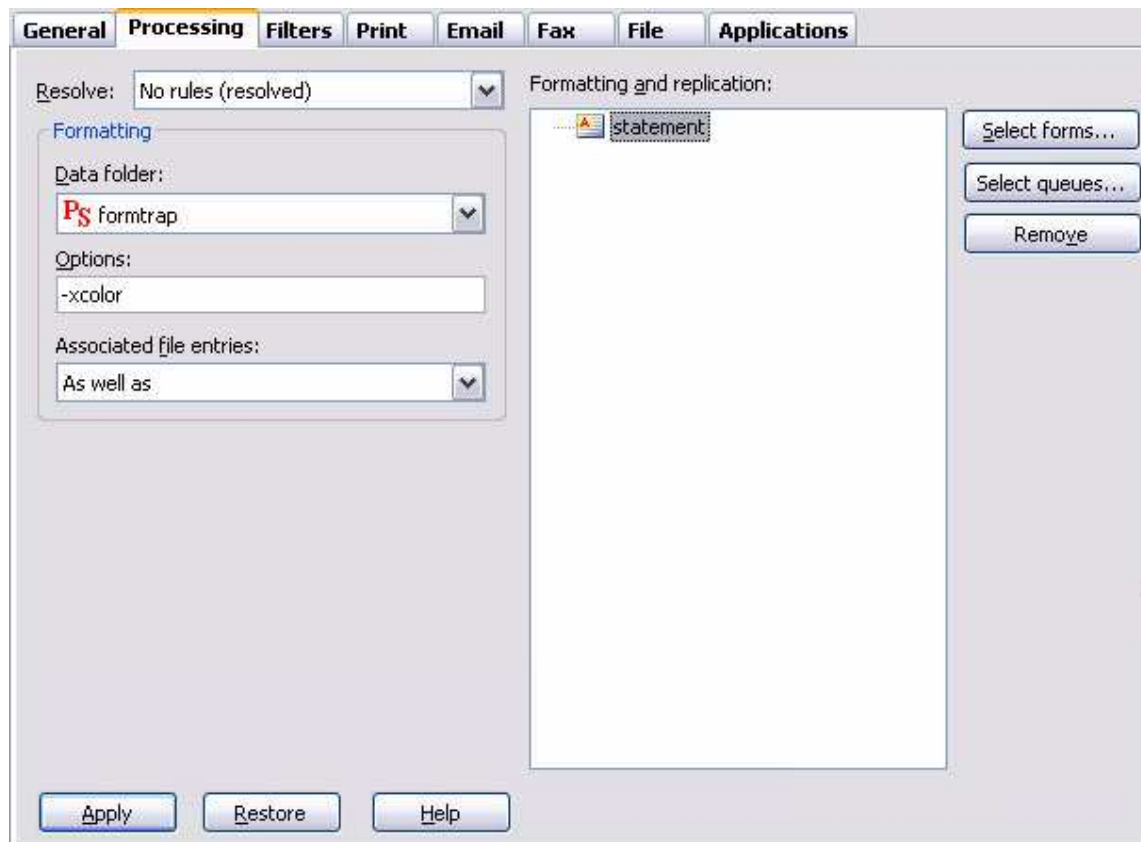 General Processing Filters Print Email Fax File Applications
Resolve: No rules (resolved)
Formatting
Data folder:
PS formtrap
Options:
-xcolor
Associated file entries:
As well as
Formatting and replication:
statement
Select forms...
Select queues...
Remove
Apply Restore Help